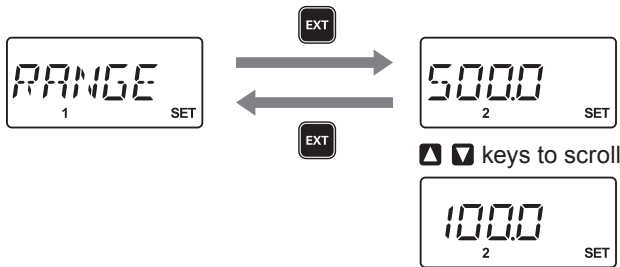 EXT
RANGE
1 SET
500.0
2 SET
EXT
▲ ▼ keys to scroll
100.0
2 SET